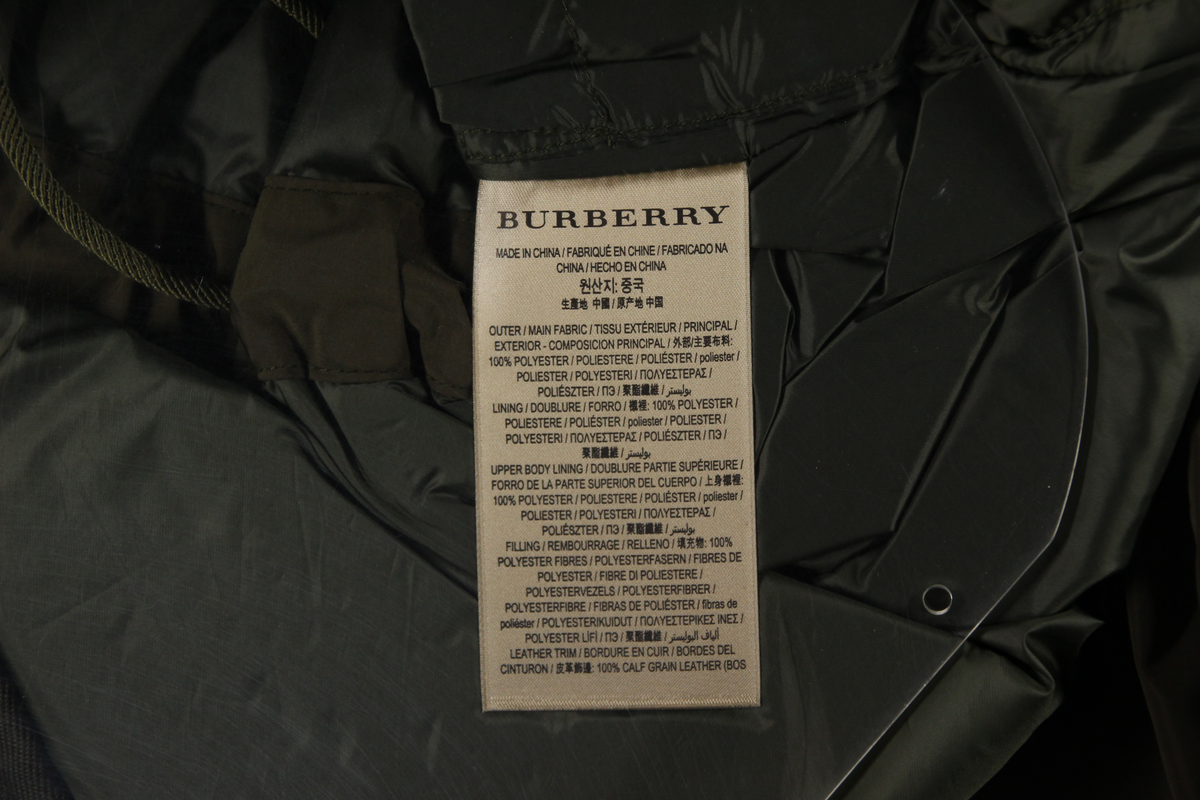 BURBERRY
MADE IN CHINA / FABRIQUÉ EN CHINE / FABRICADO NA
CHINA / HECHO EN CHINA
원산지: 중국
生產地 中國 / 原产地 中国
OUTER / MAIN FABRIC / TISSU EXTÉRIEUR / PRINCIPAL /
EXTERIOR - COMPOSICION PRINCIPAL / 外部/主要布料:
100% POLYESTER / POLIESTERE / POLIÉSTER / poliester /
POLIESTER / POLYESTERI / ΠΟΛΥΕΣΤΕΡΑΣ /
POLIÉSZTER / ПЭ / 聚酯纖維 / بوليستر
LINING / DOUBLURE / FORRO / 襯裡: 100% POLYESTER /
POLIESTERE / POLIÉSTER / poliester / POLIESTER /
POLYESTERI / ΠΟΛΥΕΣΤΕΡΑΣ / POLIÉSZTER / ПЭ /
聚酯纖維 / بوليستر
UPPER BODY LINING / DOUBLURE PARTIE SUPÉRIEURE /
FORRO DE LA PARTE SUPERIOR DEL CUERPO / 上身襯裡:
100% POLYESTER / POLIESTERE / POLIÉSTER / poliester /
POLIESTER / POLYESTERI / ΠΟΛΥΕΣΤΕΡΑΣ /
POLIÉSZTER / ПЭ / 聚酯纖維 / بوليستر
FILLING / REMBOURRAGE / RELLENO / 填充物: 100%
POLYESTER FIBRES / POLYESTERFASERN / FIBRES DE
POLYESTER / FIBRE DI POLIESTERE /
POLYESTERVEZELS / POLYESTERFIBRER /
POLYESTERFIBRE / FIBRAS DE POLIÉSTER / fibras de
poliéster / POLYESTERIKUIDUT / ΠΟΛΥΕΣΤΕΡΙΚΕΣ ΙΝΕΣ /
POLYESTER LİFİ / ПЭ / 聚酯纖維 / ألياف البوليستر
LEATHER TRIM / BORDURE EN CUIR / BORDES DEL
CINTURON / 皮革飾邊: 100% CALF GRAIN LEATHER (BOS